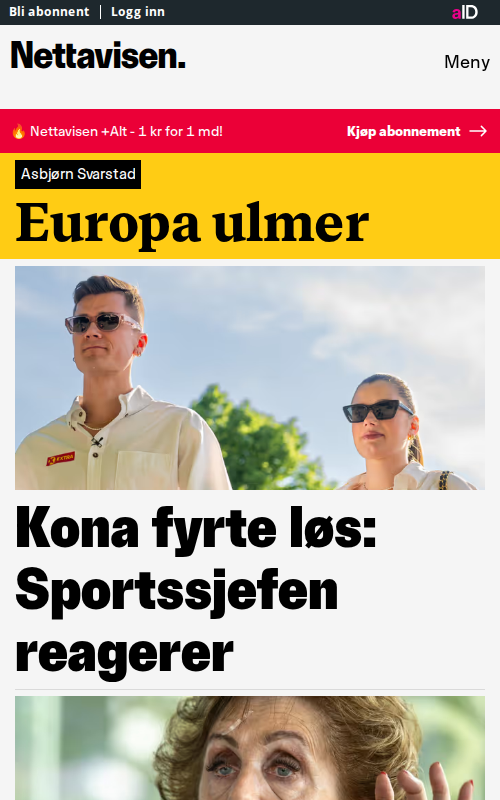 Bli abonnent | Logg inn
aID
Nettavisen.
Meny
🔥 Nettavisen +Alt - 1 kr for 1 md!
Kjøp abonnement →
Asbjørn Svarstad
Europa ulmer
EXTRA
Kona fyrte løs:
Sportssjefen
reagerer